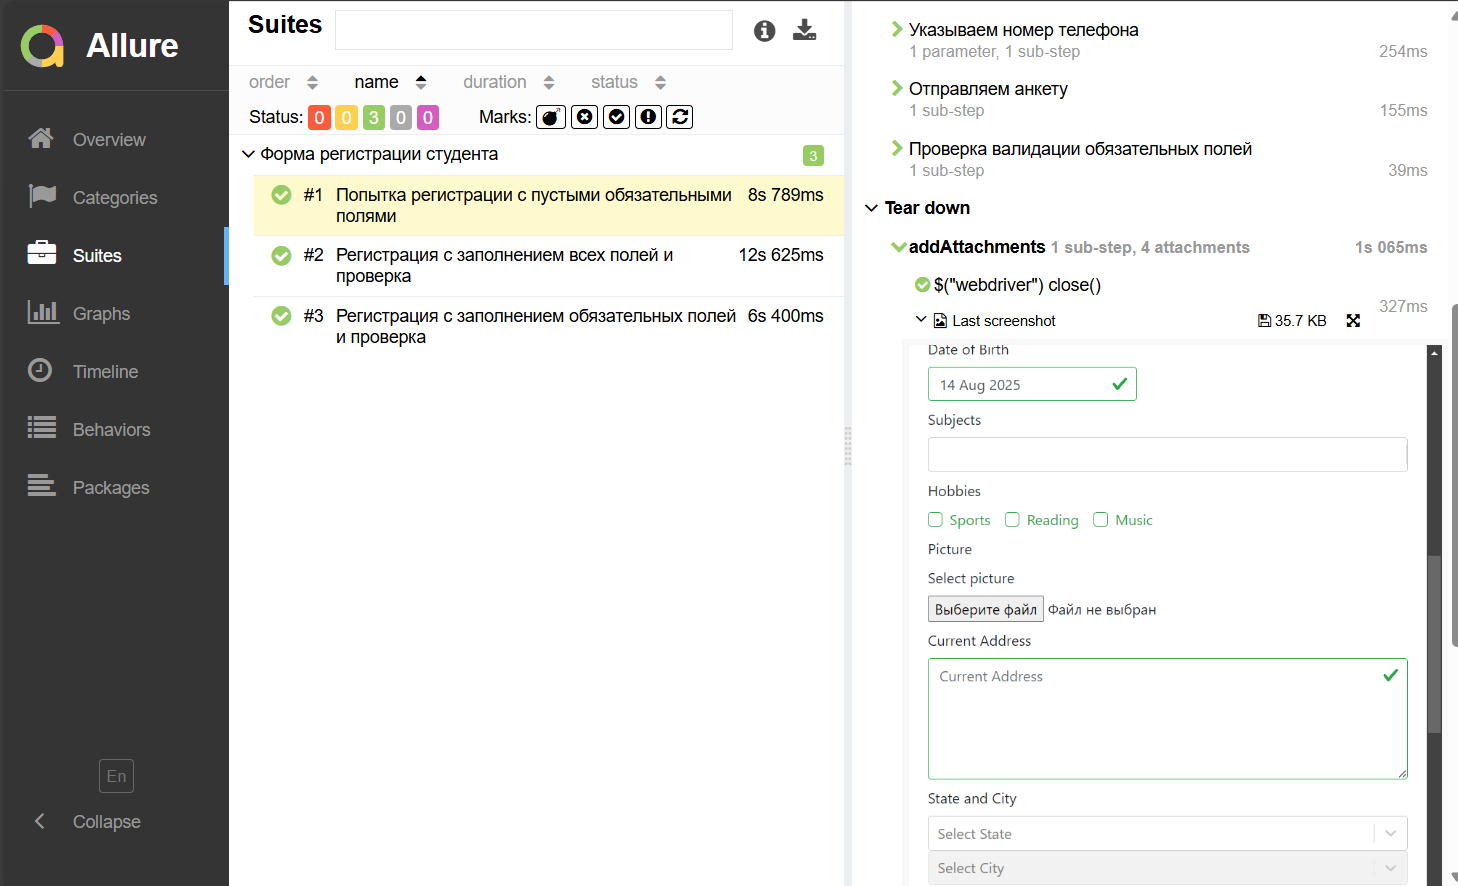 Allure
Overview
Categories
Suites
Graphs
Timeline
Behaviors
Packages
En
Collapse
Suites
order name duration status
Status: 0 0 3 0 0 Marks:
Форма регистрации студента 3
#1 Попытка регистрации с пустыми обязательными 8s 789ms
полями
#2 Регистрация с заполнением всех полей и 12s 625ms
проверка
#3 Регистрация с заполнением обязательных полей 6s 400ms
и проверка
Указываем номер телефона
1 parameter, 1 sub-step 254ms
Отправляем анкету
1 sub-step 155ms
Проверка валидации обязательных полей
1 sub-step 39ms
Tear down
addAttachments 1 sub-step, 4 attachments 1s 065ms
$("webdriver") close()
327ms
Last screenshot 35.7 KB
Date of Birth
14 Aug 2025
Subjects
Hobbies
Sports Reading Music
Picture
Select picture
Выберите файл Файл не выбран
Current Address
Current Address
State and City
Select State
Select City